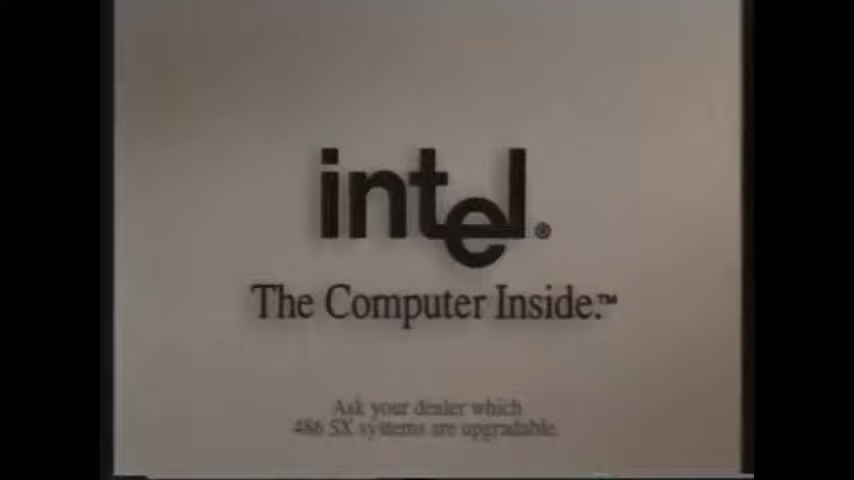 intel®
The Computer Inside.™
Ask your dealer which
486 SX systems are upgradable.